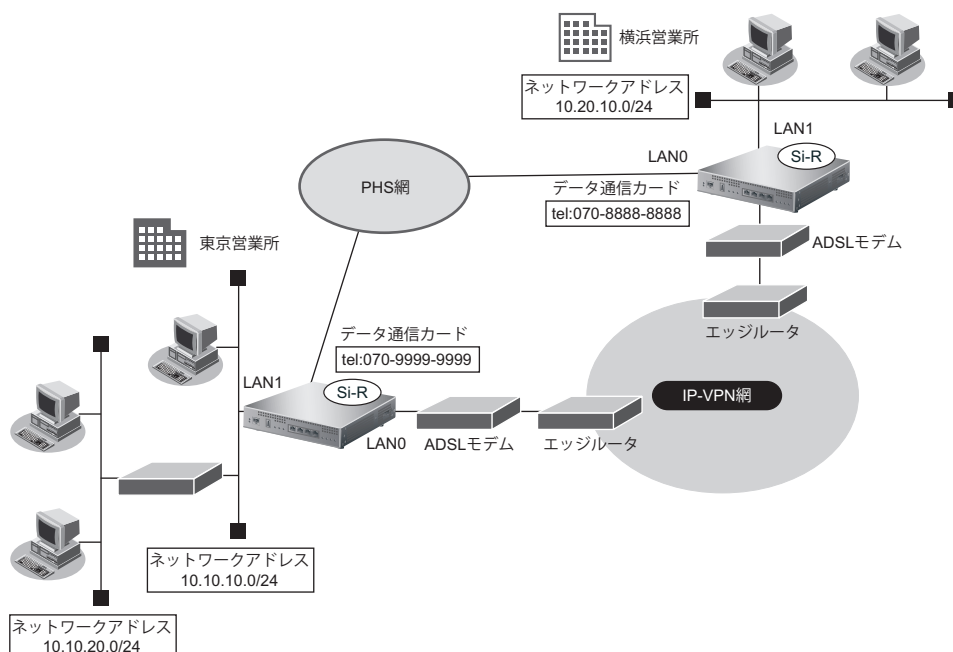 横浜営業所
ネットワークアドレス
10.20.10.0/24
LAN1
LAN0
Si-R
PHS網
データ通信カード
tel:070-8888-8888
東京営業所
ADSLモデム
エッジルータ
データ通信カード
tel:070-9999-9999
LAN1
Si-R
IP-VPN網
LAN0
ADSLモデム
エッジルータ
ネットワークアドレス
10.10.10.0/24
ネットワークアドレス
10.10.20.0/24